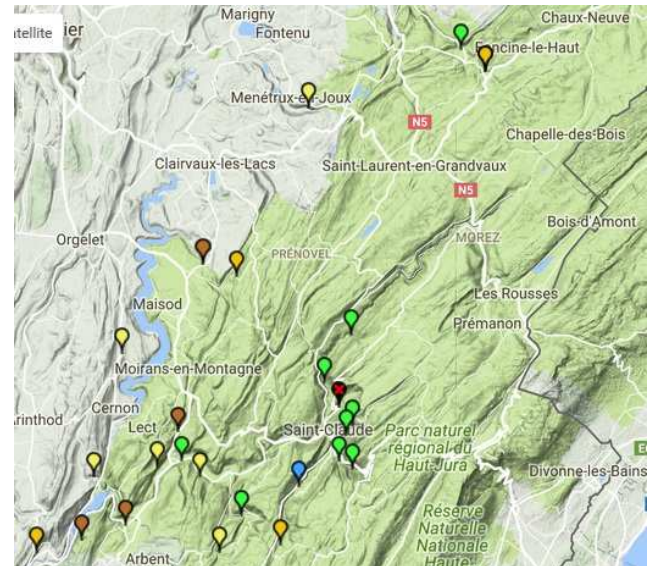 atellite
ier
Marigny
Fontenu
Chaux-Neuve
Foncine-le-Haut
Menétrux-en-Joux
N5
Chapelle-des-Bois
Clairvaux-les-Lacs
Saint-Laurent-en-Grandvaux
N5
Bois-d'Amont
Orgelet
PRÉNOVEL
MOREZ
Maisod
Les Rousses
Prémanon
Moirans-en-Montagne
Cernon
Arinthod
Lect
Saint-Claude
Parc naturel
régional du
Haut-Jura
Divonne-les-Bains
Réserve
Naturelle
Nationale
Haute
Arbent